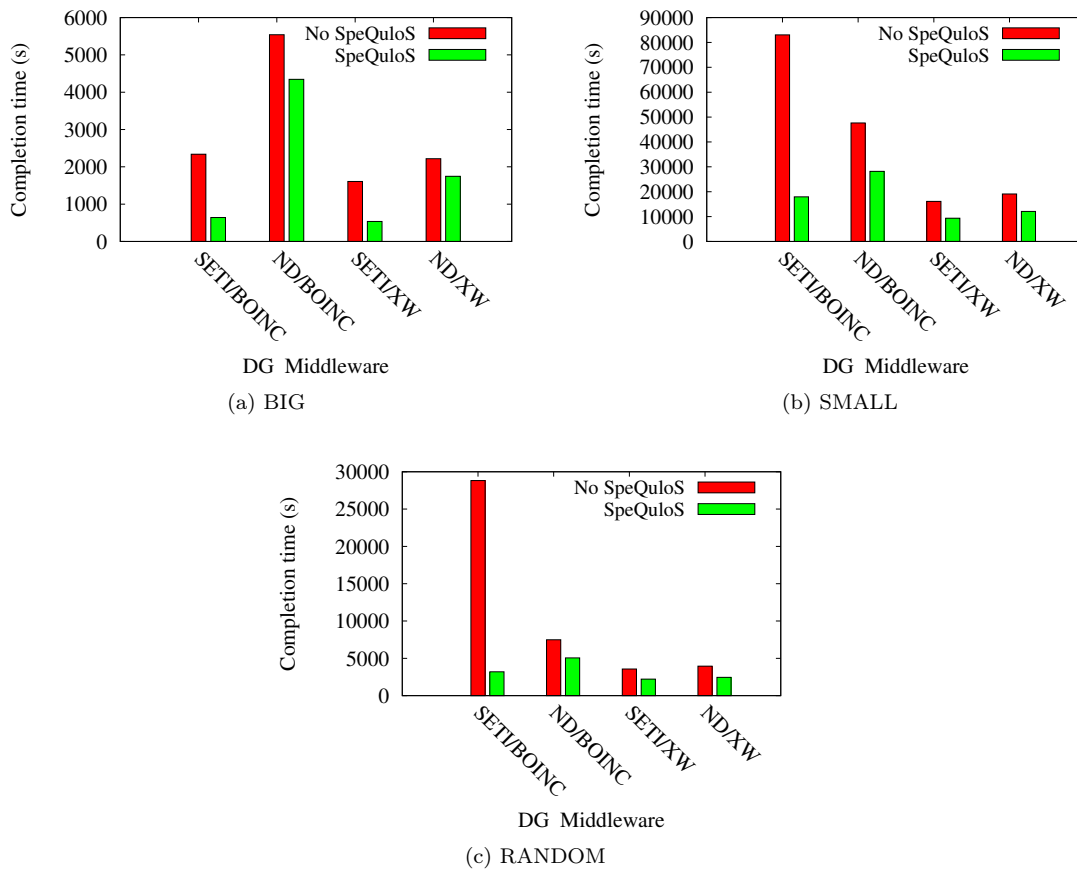 6000
5000
4000
3000
2000
1000
0
Completion time (s)
No SpeQuloS
SpeQuloS
SETI/BOINC
ND/BOINC
SETI/XW
ND/XW
DG Middleware
(a) BIG
90000
80000
70000
60000
50000
40000
30000
20000
10000
0
Completion time (s)
No SpeQuloS
SpeQuloS
SETI/BOINC
ND/BOINC
SETI/XW
ND/XW
DG Middleware
(b) SMALL
30000
25000
20000
15000
10000
5000
0
Completion time (s)
No SpeQuloS
SpeQuloS
SETI/BOINC
ND/BOINC
SETI/XW
ND/XW
DG Middleware
(c) RANDOM